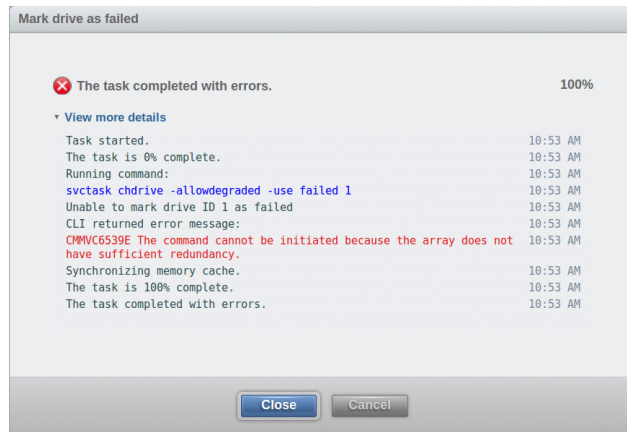 Mark drive as failed
The task completed with errors. 100%
View more details
Task started. 10:53 AM
The task is 0% complete. 10:53 AM
Running command: 10:53 AM
svctask chdrive -allowdegraded -use failed 1 10:53 AM
Unable to mark drive ID 1 as failed 10:53 AM
CLI returned error message: 10:53 AM
CMMVC6539E The command cannot be initiated because the array does not 10:53 AM
have sufficient redundancy.
Synchronizing memory cache. 10:53 AM
The task is 100% complete. 10:53 AM
The task completed with errors. 10:53 AM
Close Cancel